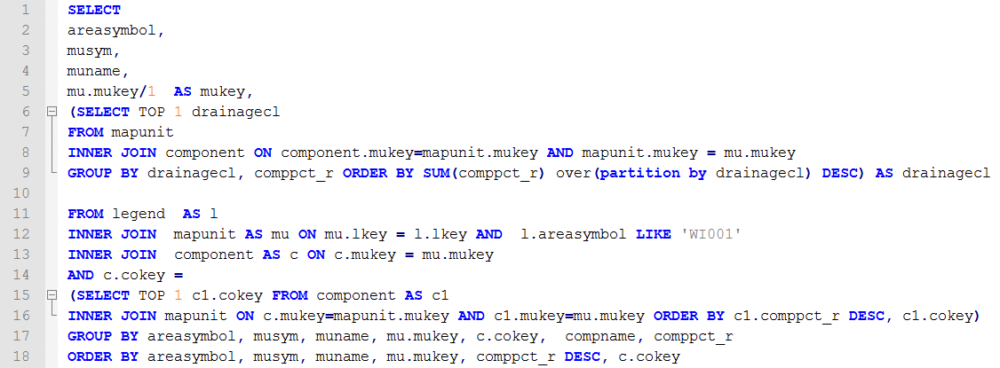 1 SELECT
2 areasymbol,
3 musym,
4 muname,
5 mu.mukey/1  AS mukey,
6 (SELECT TOP 1 drainagecl
7 FROM mapunit
8 INNER JOIN component ON component.mukey=mapunit.mukey AND mapunit.mukey = mu.mukey
9 GROUP BY drainagecl, comppct_r ORDER BY SUM(comppct_r) over(partition by drainagecl) DESC) AS drainagecl
10
11 FROM legend  AS l
12 INNER JOIN  mapunit AS mu ON mu.lkey = l.lkey AND  l.areasymbol LIKE 'WI001'
13 INNER JOIN  component AS c ON c.mukey = mu.mukey
14 AND c.cokey =
15 (SELECT TOP 1 c1.cokey FROM component AS c1
16 INNER JOIN mapunit ON c.mukey=mapunit.mukey AND c1.mukey=mu.mukey ORDER BY c1.comppct_r DESC, c1.cokey)
17 GROUP BY areasymbol, musym, muname, mu.mukey, c.cokey,  compname, comppct_r
18 ORDER BY areasymbol, musym, muname, mu.mukey, comppct_r DESC, c.cokey